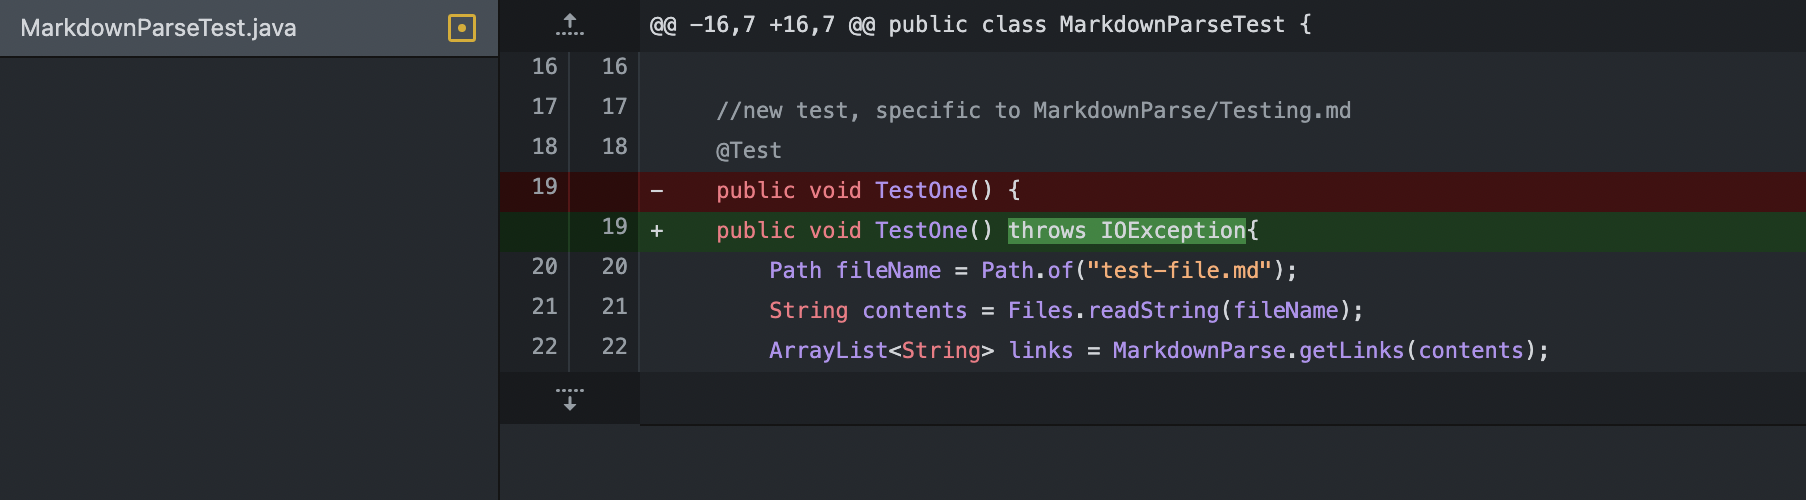 MarkdownParseTest.java
@@ -16,7 +16,7 @@ public class MarkdownParseTest {
16 16
17 17 //new test, specific to MarkdownParse/Testing.md
18 18 @Test
19 - public void TestOne() {
19 + public void TestOne() throws IOException{
20 20 Path fileName = Path.of("test-file.md");
21 21 String contents = Files.readString(fileName);
22 22 ArrayList<String> links = MarkdownParse.getLinks(contents);